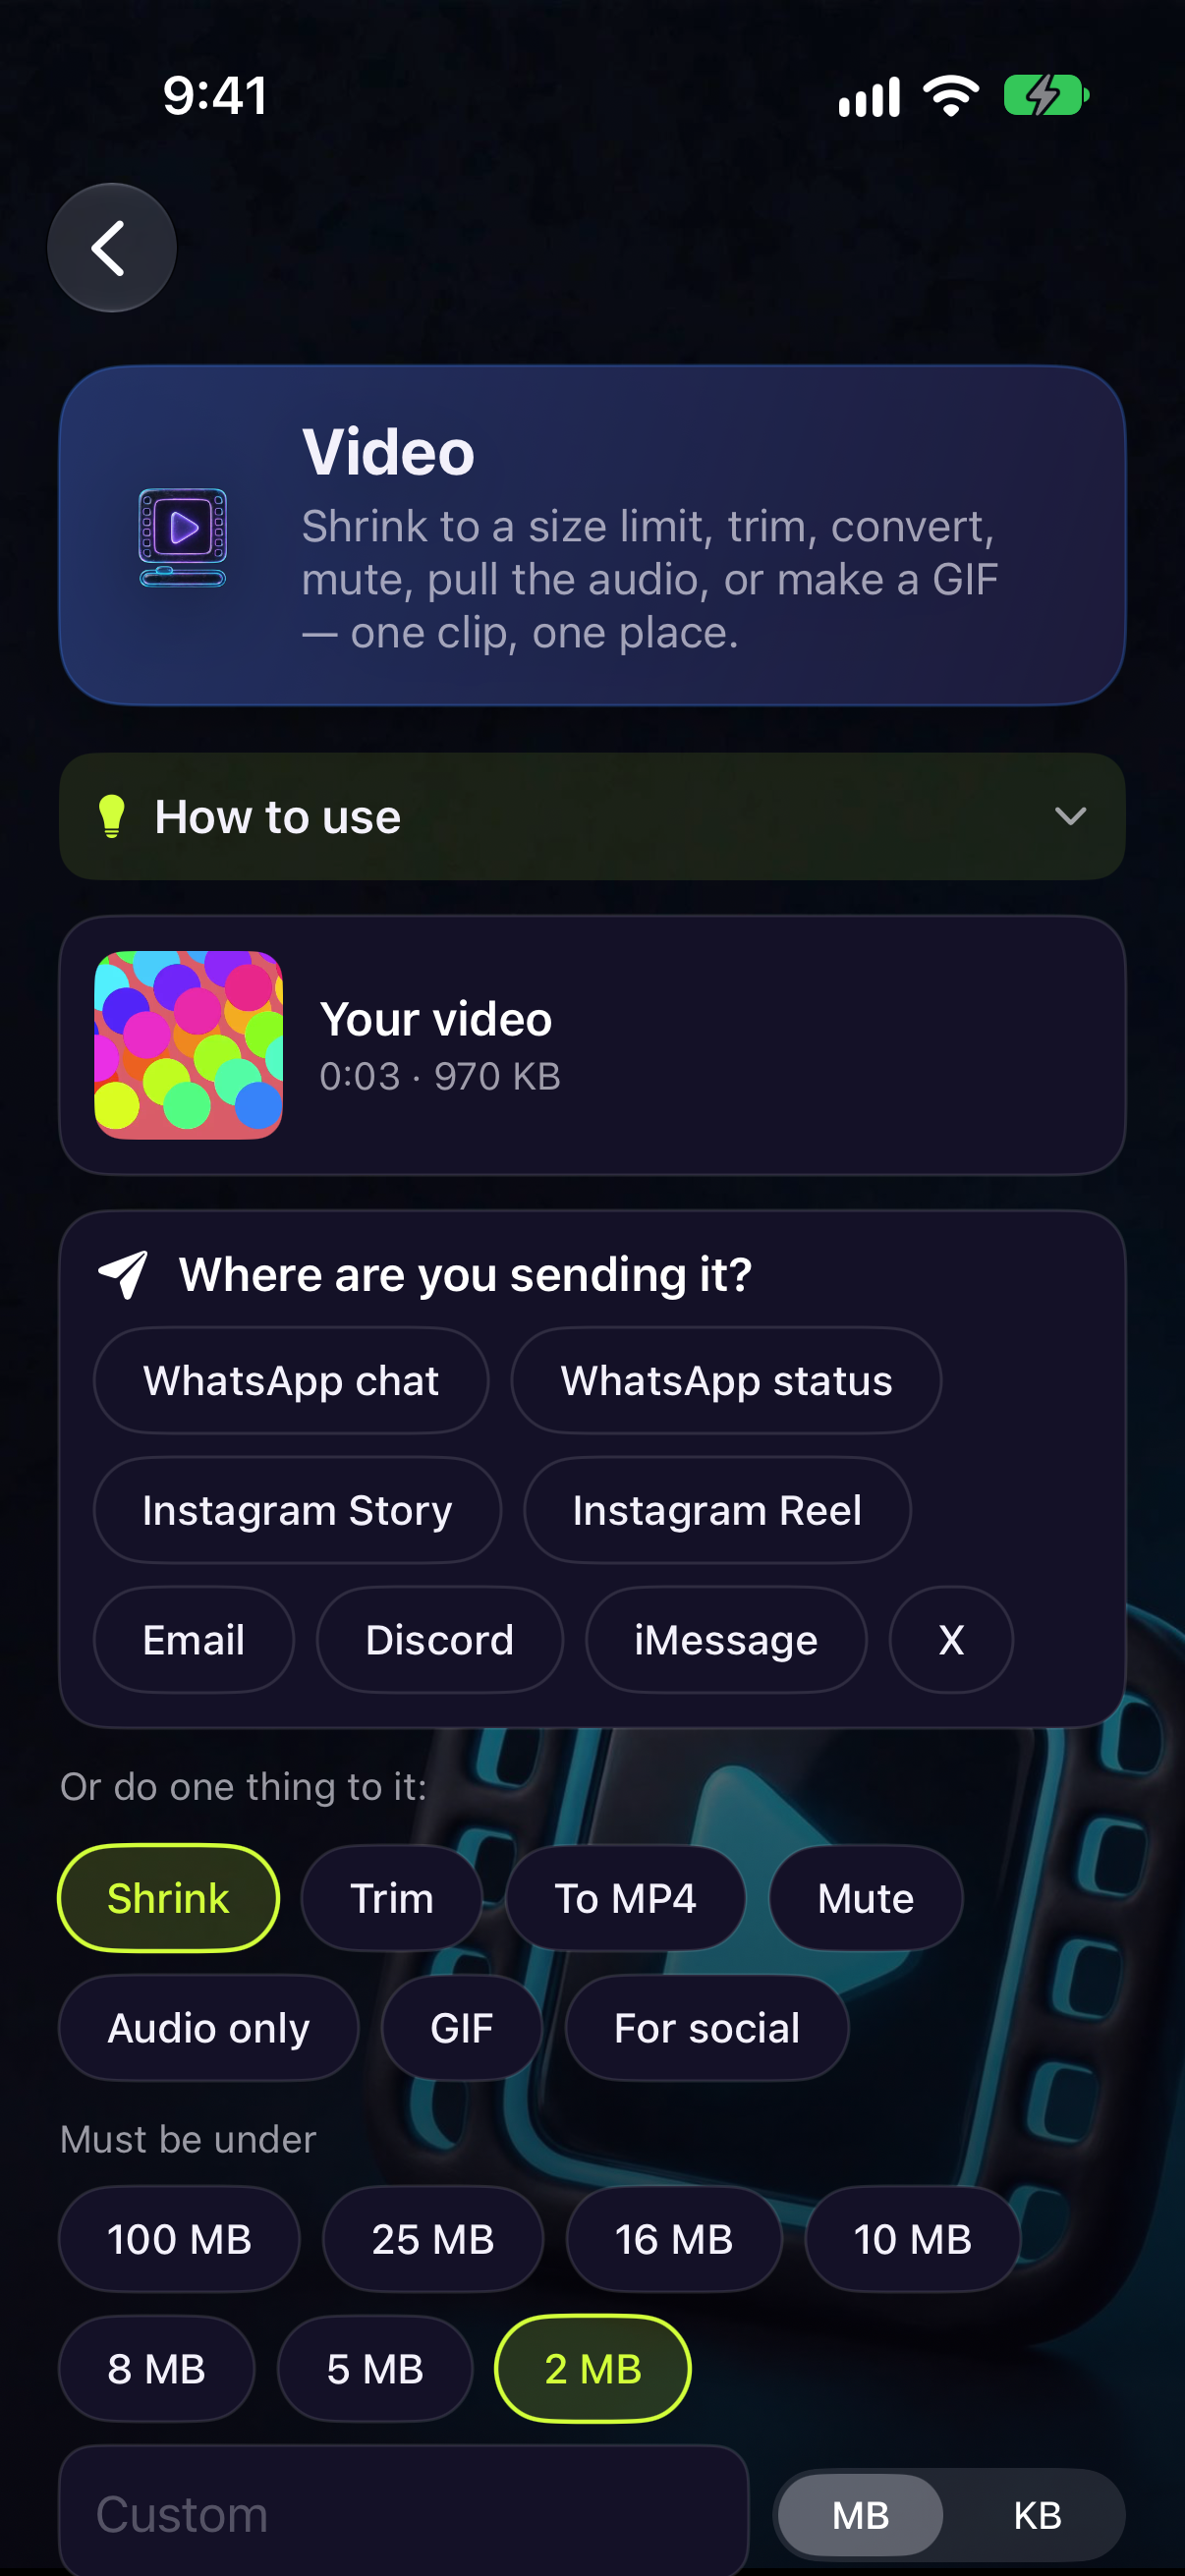 9:41
Video
Shrink to a size limit, trim, convert,
mute, pull the audio, or make a GIF
— one clip, one place.
How to use
Your video
0:03 · 970 KB
Where are you sending it?
WhatsApp chat
WhatsApp status
Instagram Story
Instagram Reel
Email
Discord
iMessage
X
Or do one thing to it:
Shrink
Trim
To MP4
Mute
Audio only
GIF
For social
Must be under
100 MB
25 MB
16 MB
10 MB
8 MB
5 MB
2 MB
Custom
MB
KB